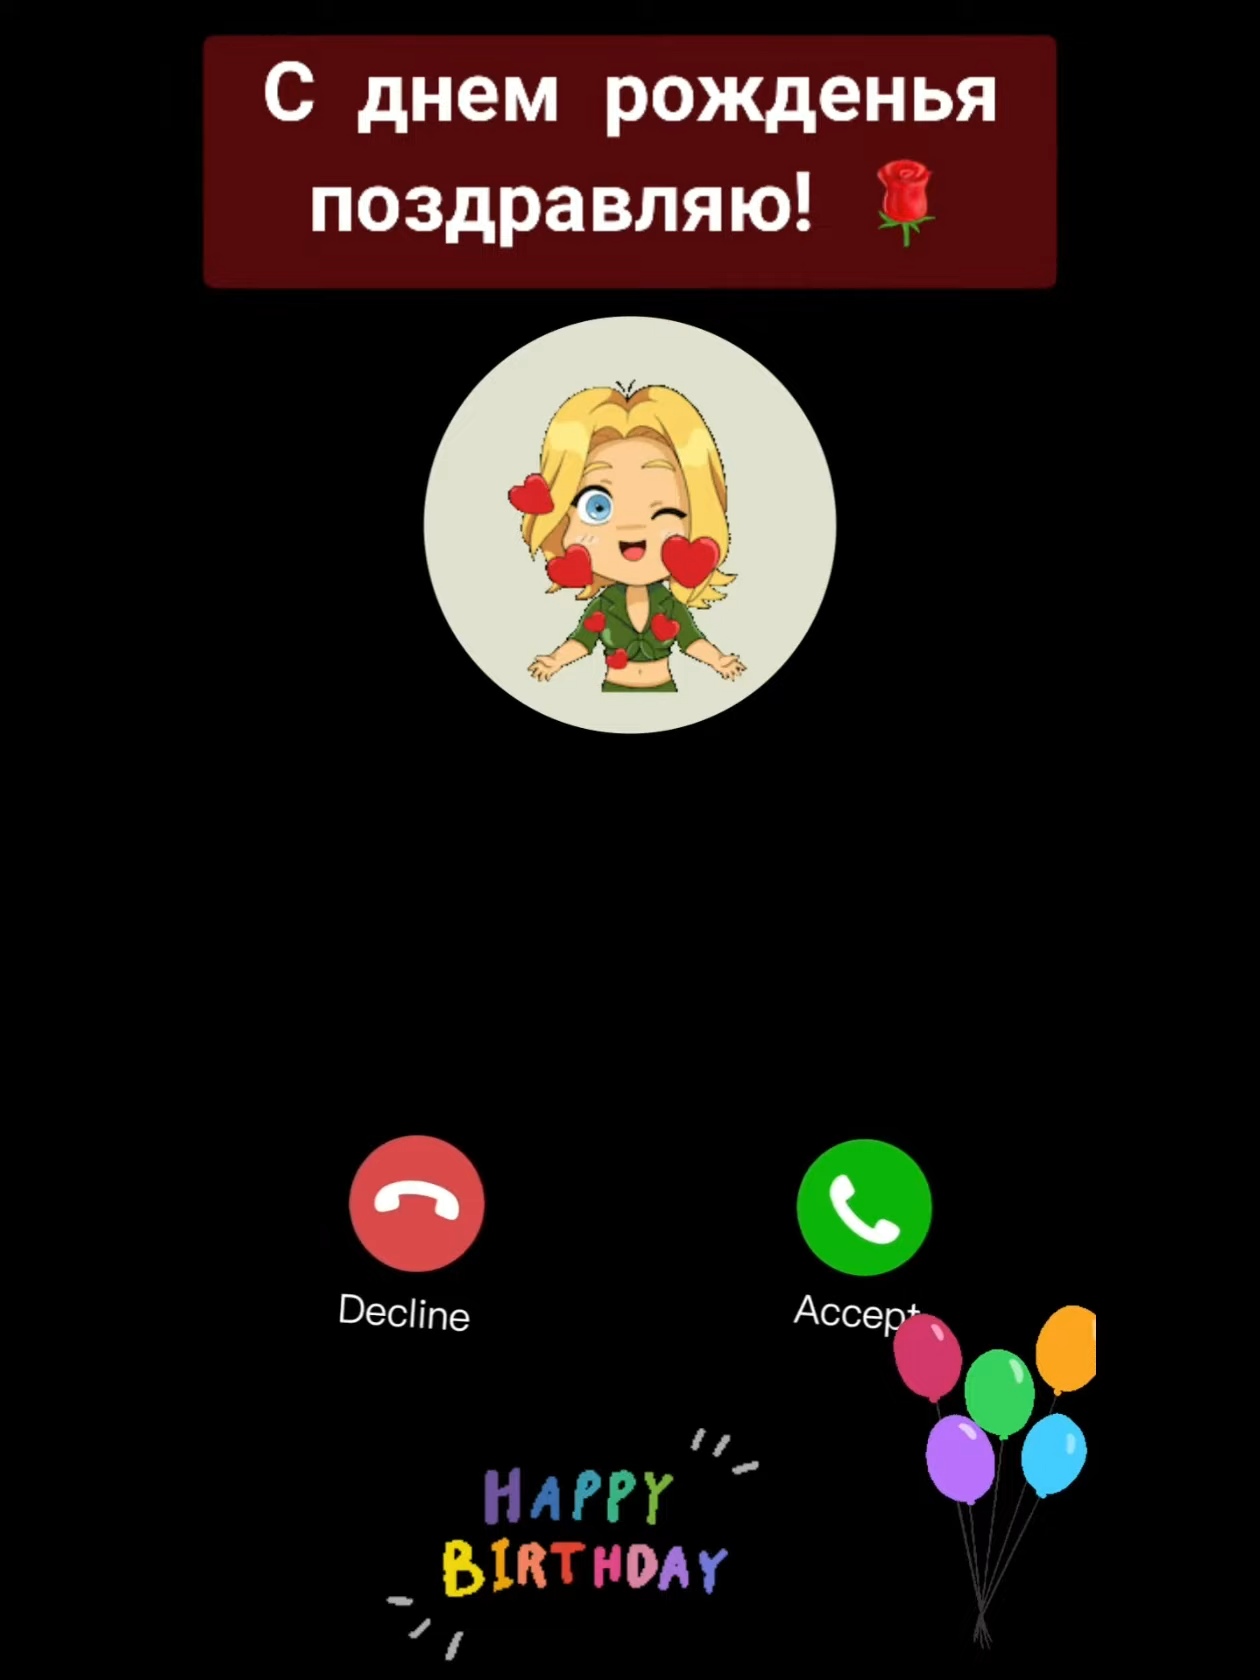 С днем рожденья
поздравляю! 🌹
Decline
Accept
HAPPY
BIRTHDAY